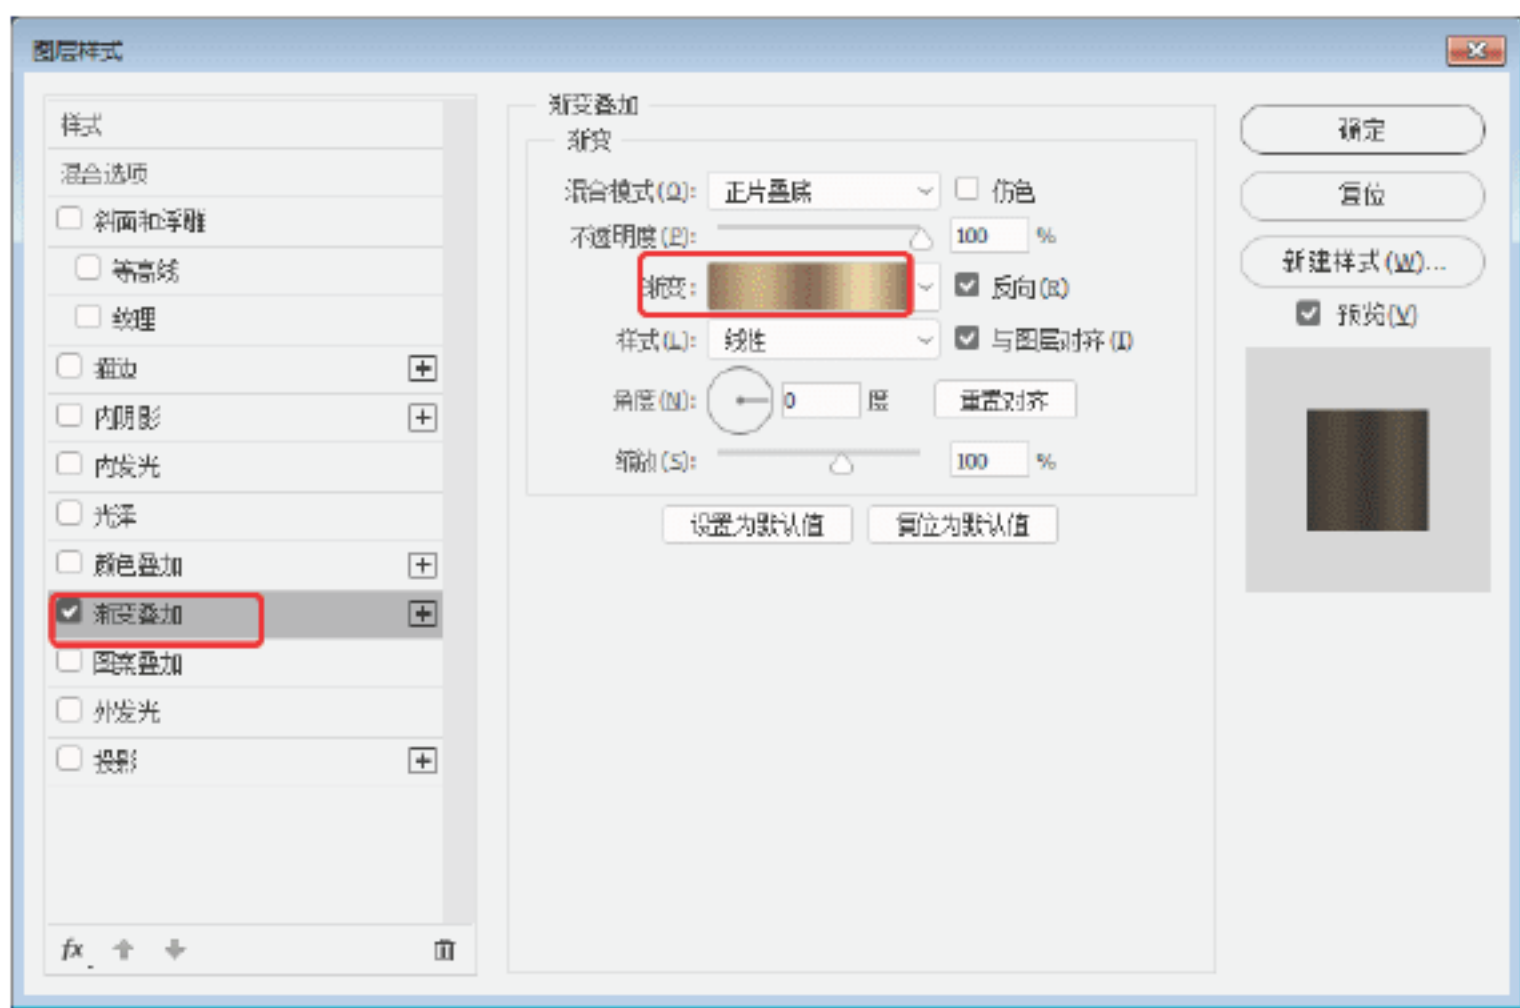 图层样式
样式
混合选项
斜面和浮雕
等高线
纹理
描边
内阴影
内发光
光泽
颜色叠加
渐变叠加
图案叠加
外发光
投影
fx
渐变叠加
渐变
混合模式(O): 正片叠底 仿色
不透明度(P): 100 %
渐变: 反向(R)
样式(L): 线性 与图层对齐(I)
角度(N): 0 度 重置对齐
缩放(S): 100 %
设置为默认值 复位为默认值
确定
复位
新建样式(W)...
预览(V)